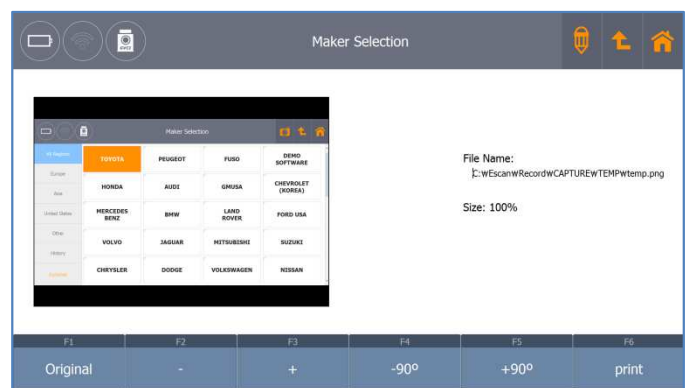 Maker Selection
Maker Selection
All Regions
Europe
Asia
United States
Other
History
TOYOTA
PEUGEOT
FUSO
DEMO
SOFTWARE
HONDA
AUDI
GMUSA
CHEVROLET
(KOREA)
MERCEDES
BENZ
BMW
LAND
ROVER
FORD USA
VOLVO
JAGUAR
MITSUBISHI
SUZUKI
CHRYSLER
DODGE
VOLKSWAGEN
NISSAN
File Name:
C:₩Escan₩Record₩CAPTURE₩TEMP₩temp.png
Size: 100%
F1
F2
F3
F4
F5
F6
Original
-
+
-90º
+90º
print